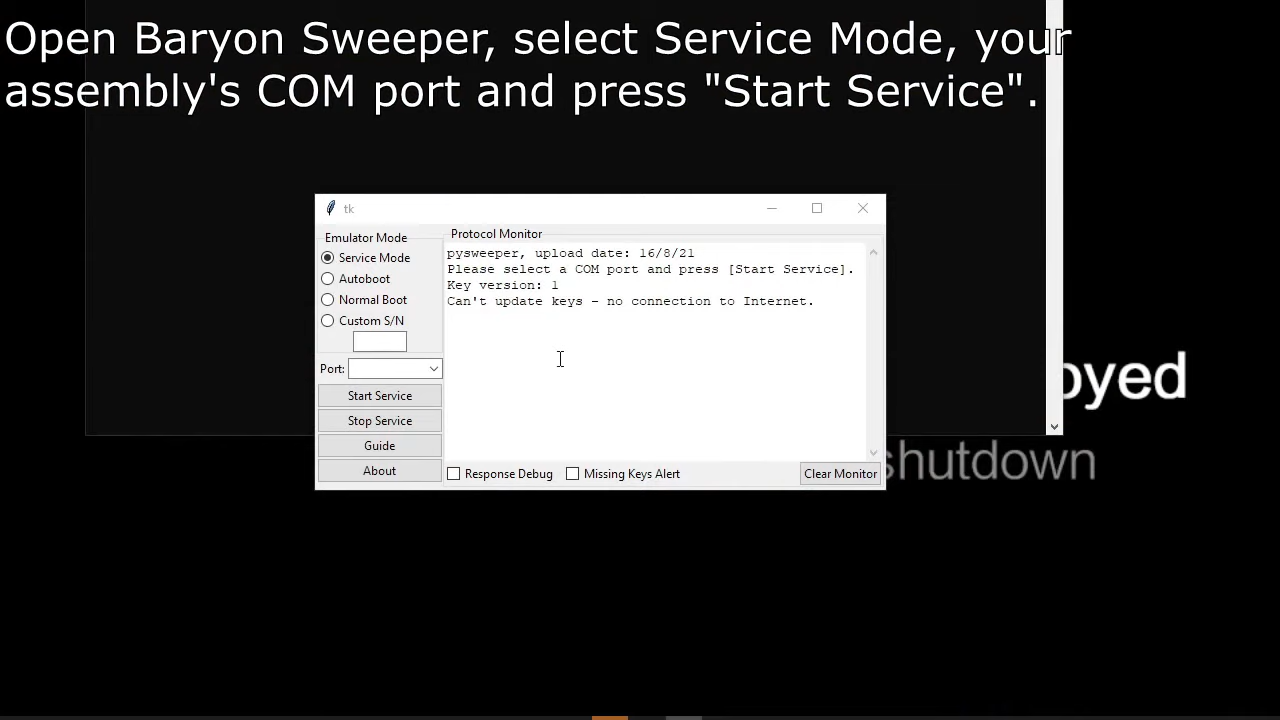 Open Baryon Sweeper, select Service Mode, your
assembly's COM port and press "Start Service".
tk
Emulator Mode
Service Mode
Autoboot
Normal Boot
Custom S/N
Port:
Start Service
Stop Service
Guide
About
Protocol Monitor
pysweeper, upload date: 16/8/21
Please select a COM port and press [Start Service].
Key version: 1
Can't update keys - no connection to Internet.
Response Debug
Missing Keys Alert
Clear Monitor
shutdown